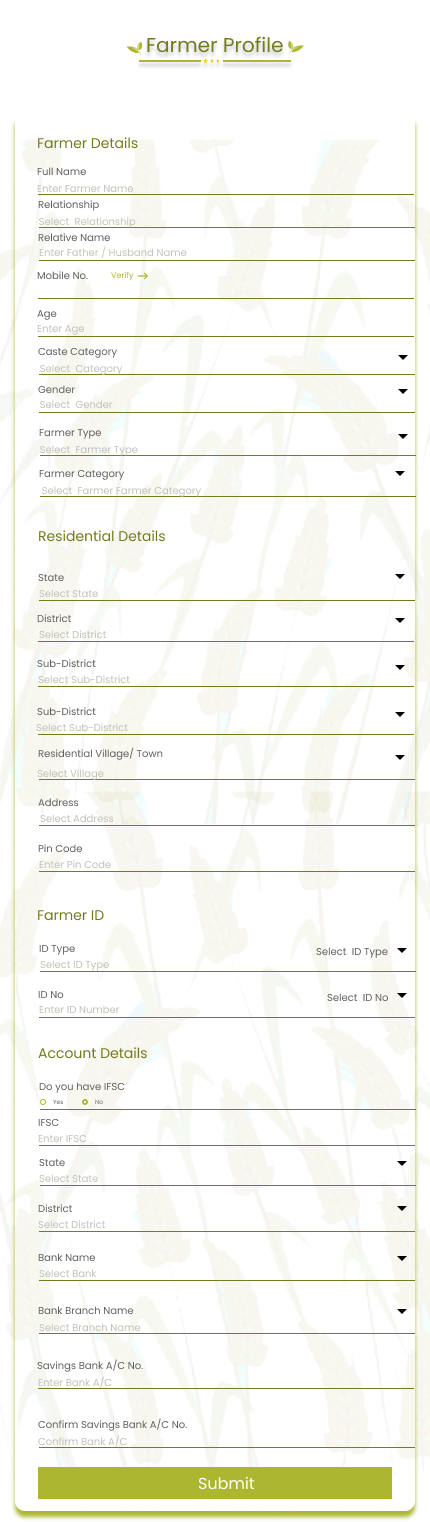 Farmer Profile
Farmer Details
Full Name
Enter Farmer Name
Relationship
Select Relationship
Relative Name
Enter Father / Husband Name
Mobile No. Verify
Age
Enter Age
Caste Category
Select Category
Gender
Select Gender
Farmer Type
Select Farmer Type
Farmer Category
Select Farmer Farmer Category
Residential Details
State
Select State
District
Select District
Sub-District
Select Sub-District
Sub-District
Select Sub-District
Residential Village/ Town
Select Village
Address
Select Address
Pin Code
Enter Pin Code
Farmer ID
ID Type
Select ID Type
Select ID Type
ID No
Select ID No
Enter ID Number
Account Details
Do you have IFSC
Yes No
IFSC
Enter IFSC
State
Select State
District
Select District
Bank Name
Select Bank
Bank Branch Name
Select Branch Name
Savings Bank A/C No.
Enter Bank A/C
Confirm Savings Bank A/C No.
Confirm Bank A/C
Submit